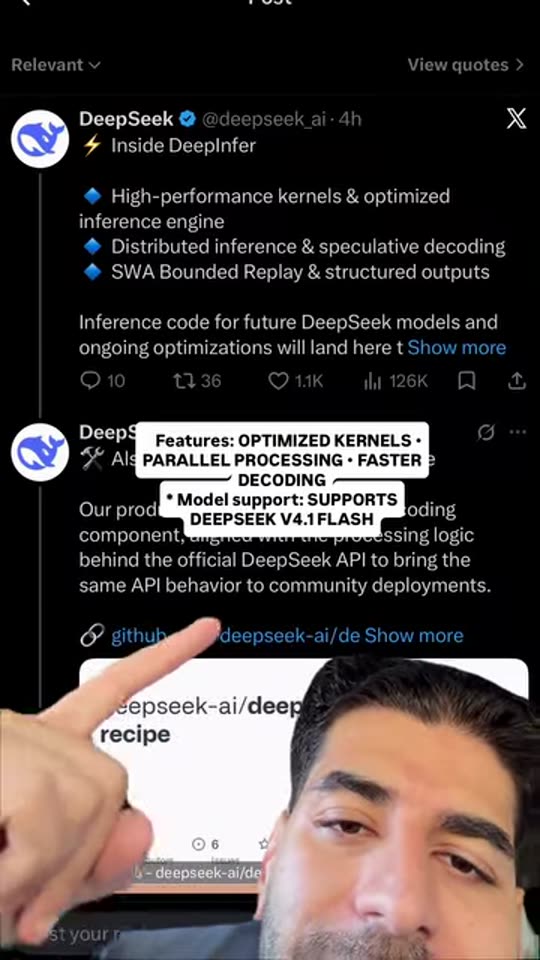 Post
Relevant
View quotes
DeepSeek @deepseek_ai · 4h
⚡ Inside DeepInfer
🔹 High-performance kernels & optimized
inference engine
🔹 Distributed inference & speculative decoding
🔹 SWA Bounded Replay & structured outputs
Inference code for future DeepSeek models and
ongoing optimizations will land here t Show more
10 36 1.1K 126K
DeepS
🛠️ Als
Features: OPTIMIZED KERNELS •
PARALLEL PROCESSING • FASTER
DECODING
* Model support: SUPPORTS
DEEPSEEK V4.1 FLASH
Our prod coding
component, aligned with the processing logic
behind the official DeepSeek API to bring the
same API behavior to community deployments.
🔗 github deepseek-ai/de Show more
deepseek-ai/deep
recipe
6
Issues
- deepseek-ai/de
st your re